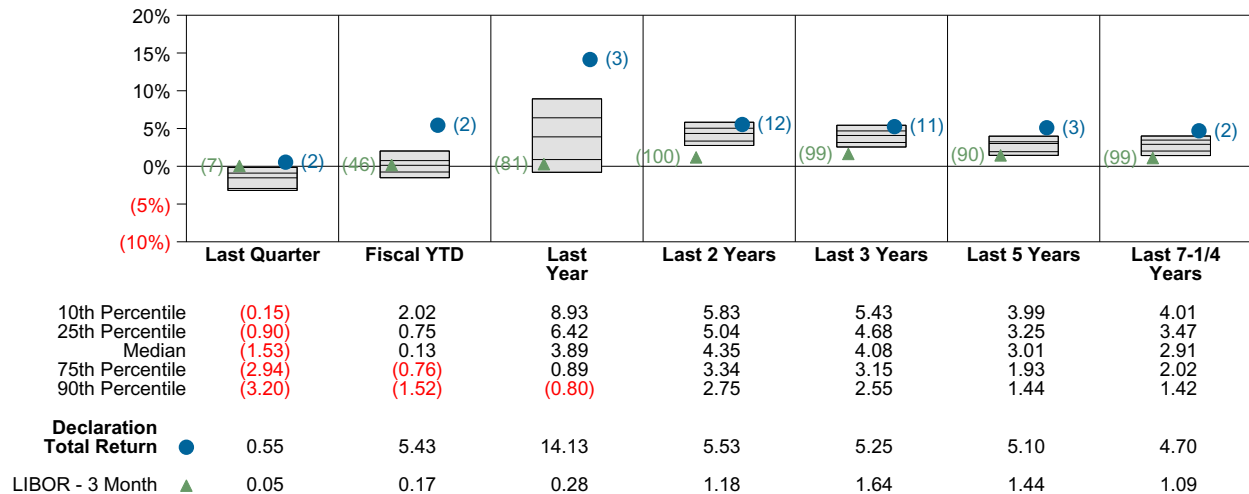 20%
15%
10%
5%
0%
(5%)
(10%)
(7) (2) (46) (2) (81) (3) (100) (12) (99) (11) (90) (3) (99) (2)
Last Quarter Fiscal YTD Last Year Last 2 Years Last 3 Years Last 5 Years Last 7-1/4 Years
10th Percentile (0.15) 2.02 8.93 5.83 5.43 3.99 4.01
25th Percentile (0.90) 0.75 6.42 5.04 4.68 3.25 3.47
Median (1.53) 0.13 3.89 4.35 4.08 3.01 2.91
75th Percentile (2.94) (0.76) 0.89 3.34 3.15 1.93 2.02
90th Percentile (3.20) (1.52) (0.80) 2.75 2.55 1.44 1.42
Declaration
Total Return 0.55 5.43 14.13 5.53 5.25 5.10 4.70
LIBOR - 3 Month 0.05 0.17 0.28 1.18 1.64 1.44 1.09